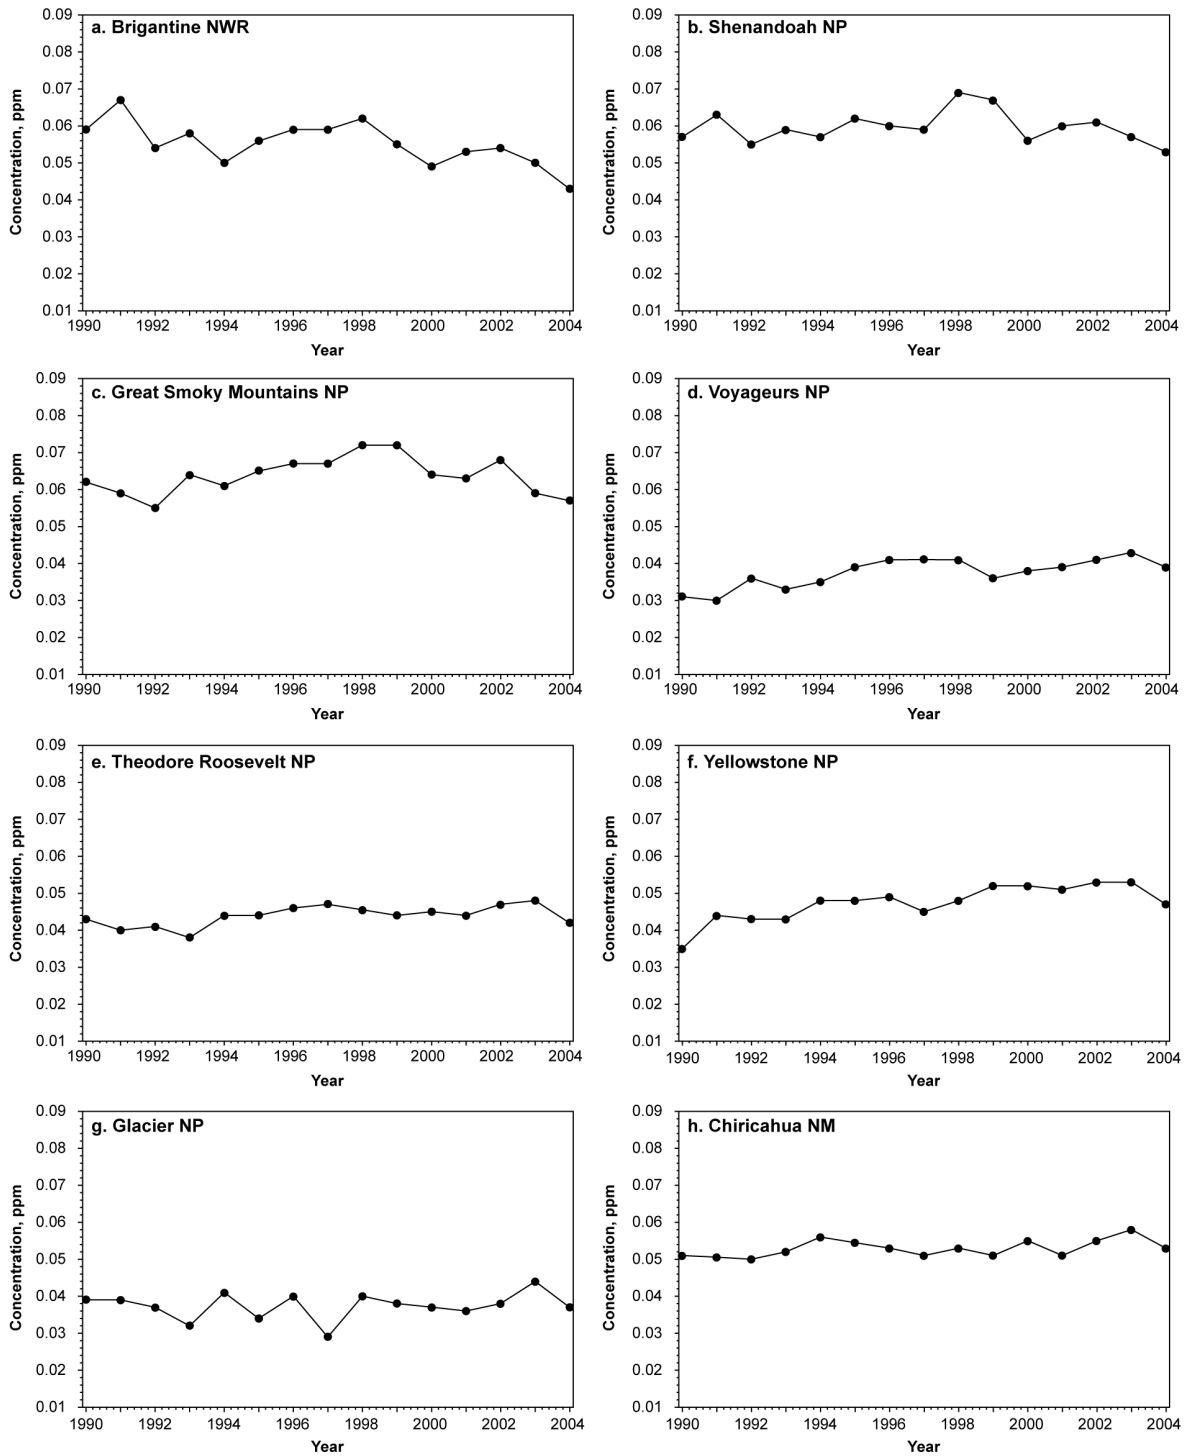 a. Brigantine NWR
Concentration, ppm
0.09
0.08
0.07
0.06
0.05
0.04
0.03
0.02
0.01
1990 1992 1994 1996 1998 2000 2002 2004
Year
b. Shenandoah NP
Concentration, ppm
0.09
0.08
0.07
0.06
0.05
0.04
0.03
0.02
0.01
1990 1992 1994 1996 1998 2000 2002 2004
Year
c. Great Smoky Mountains NP
Concentration, ppm
0.09
0.08
0.07
0.06
0.05
0.04
0.03
0.02
0.01
1990 1992 1994 1996 1998 2000 2002 2004
Year
d. Voyageurs NP
Concentration, ppm
0.09
0.08
0.07
0.06
0.05
0.04
0.03
0.02
0.01
1990 1992 1994 1996 1998 2000 2002 2004
Year
e. Theodore Roosevelt NP
Concentration, ppm
0.09
0.08
0.07
0.06
0.05
0.04
0.03
0.02
0.01
1990 1992 1994 1996 1998 2000 2002 2004
Year
f. Yellowstone NP
Concentration, ppm
0.09
0.08
0.07
0.06
0.05
0.04
0.03
0.02
0.01
1990 1992 1994 1996 1998 2000 2002 2004
Year
g. Glacier NP
Concentration, ppm
0.09
0.08
0.07
0.06
0.05
0.04
0.03
0.02
0.01
1990 1992 1994 1996 1998 2000 2002 2004
Year
h. Chiricahua NM
Concentration, ppm
0.09
0.08
0.07
0.06
0.05
0.04
0.03
0.02
0.01
1990 1992 1994 1996 1998 2000 2002 2004
Year